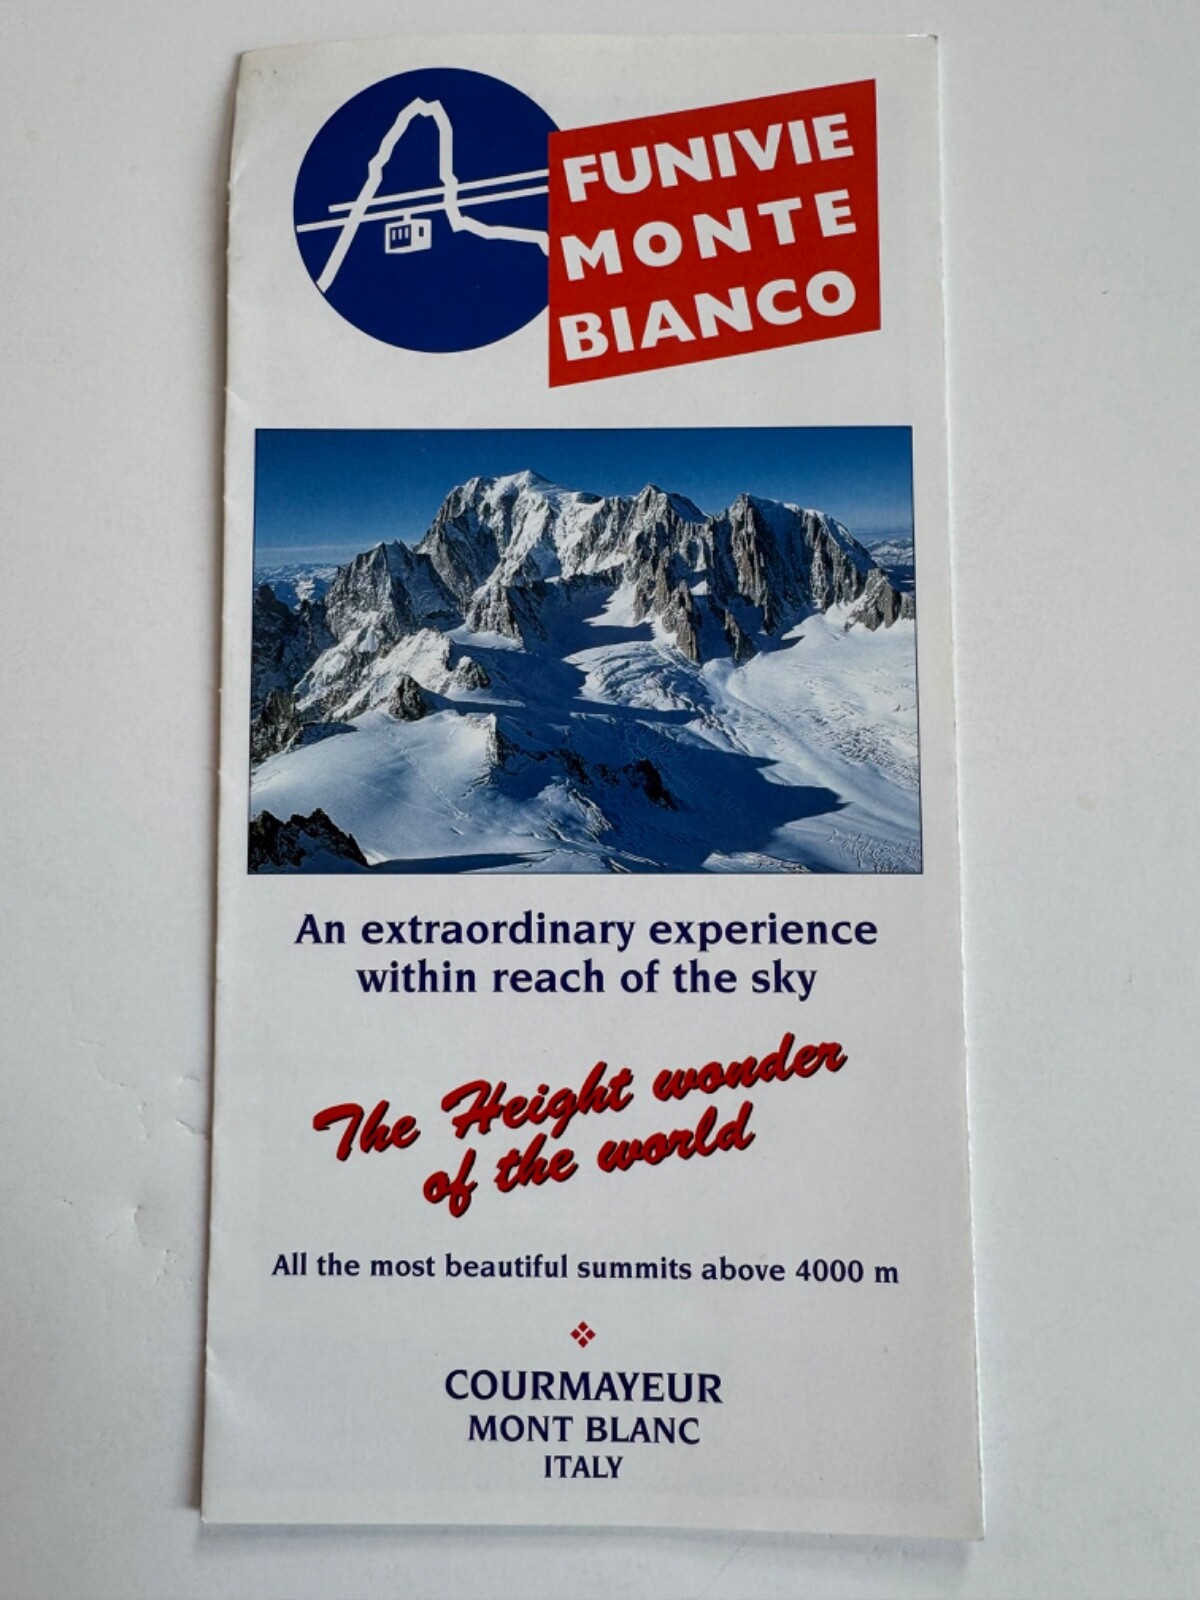 FUNIVIE
MONTE
BIANCO
An extraordinary experience
within reach of the sky
The Height wonder
of the world
All the most beautiful summits above 4000 m
COURMAYEUR
MONT BLANC
ITALY